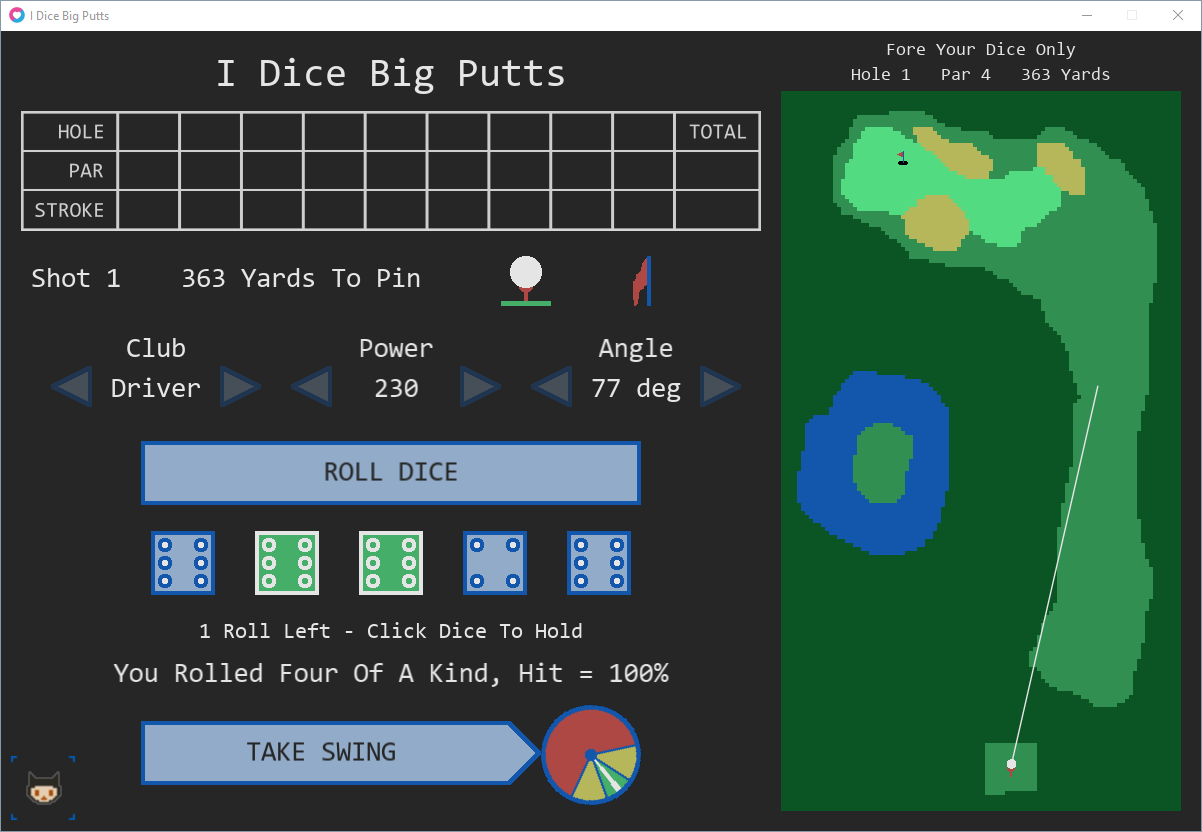 I Dice Big Putts
Fore Your Dice Only
Hole 1 Par 4 363 Yards
I Dice Big Putts
HOLE TOTAL
PAR
STROKE
Shot 1 363 Yards To Pin
Club Power Angle
Driver 230 77 deg
ROLL DICE
1 Roll Left - Click Dice To Hold
You Rolled Four Of A Kind, Hit = 100%
TAKE SWING